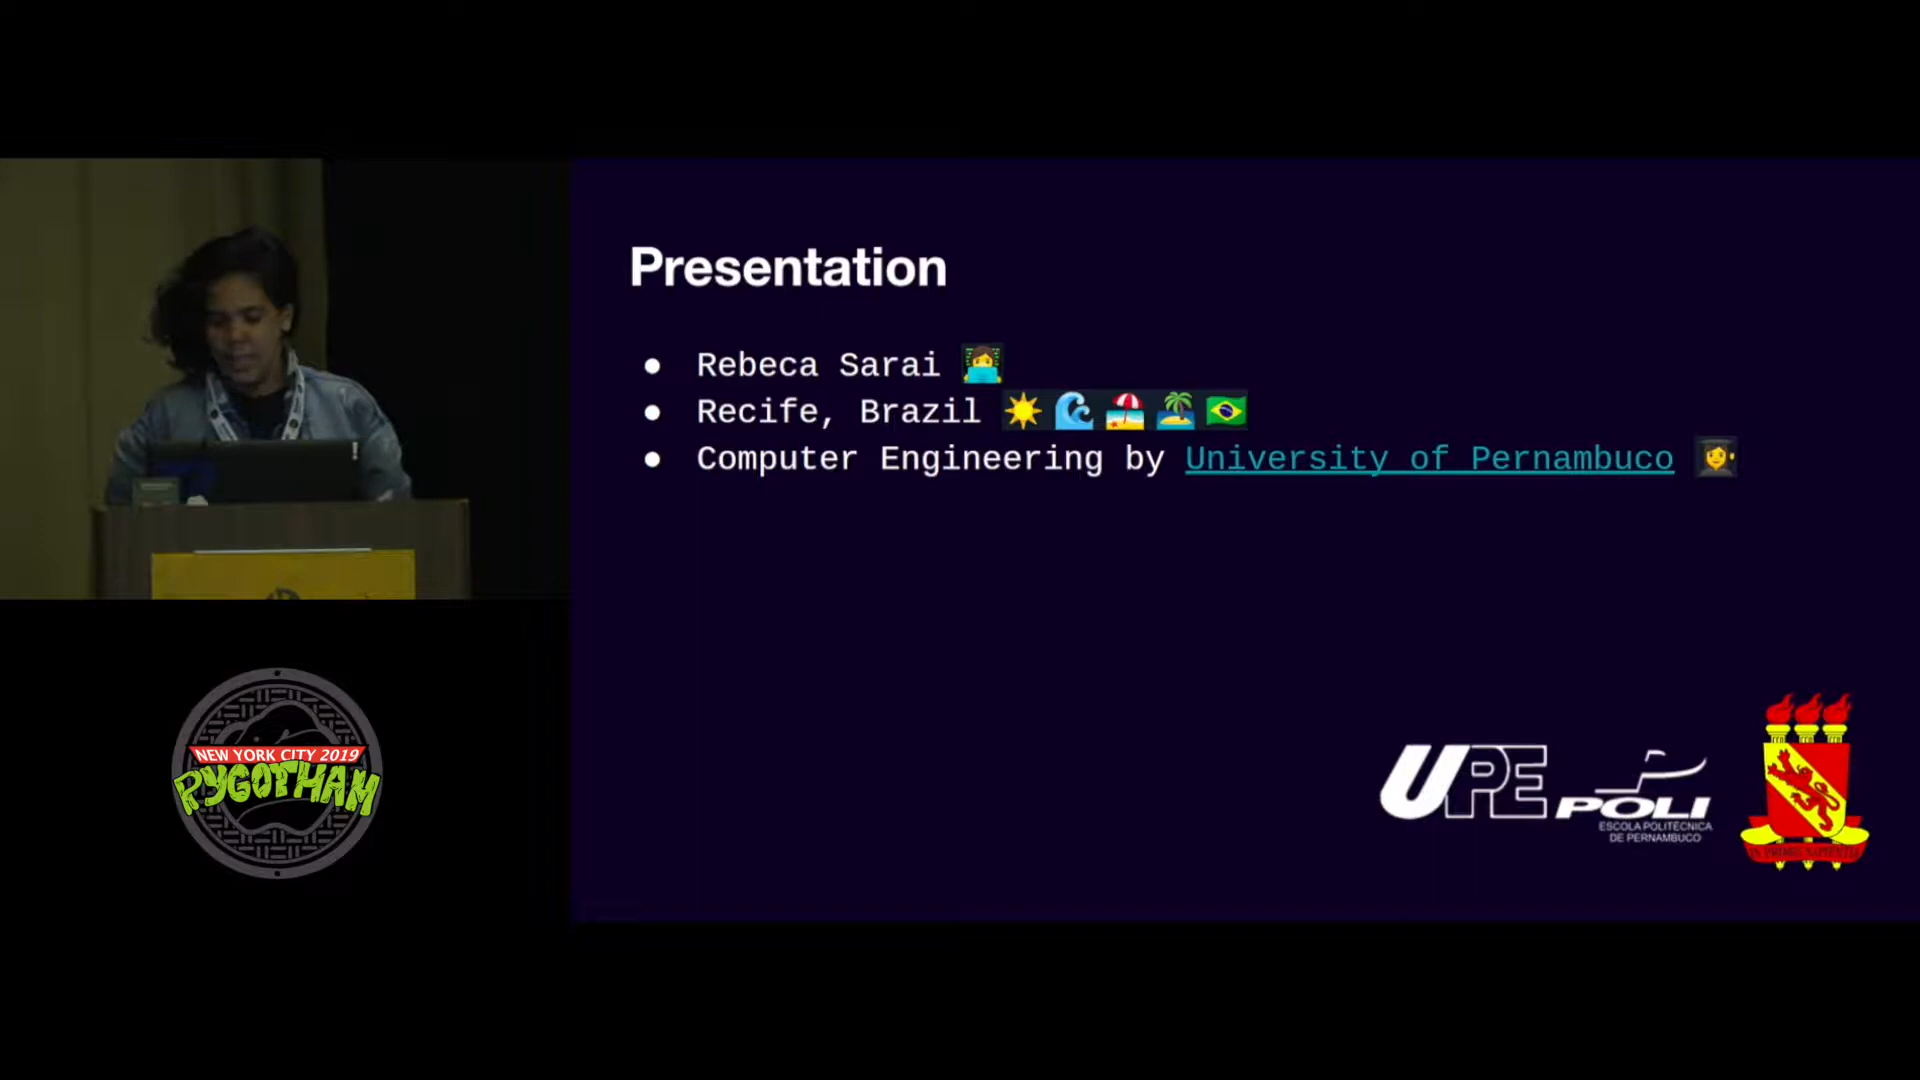 Presentation
● Rebeca Sarai
● Recife, Brazil
● Computer Engineering by University of Pernambuco
NEW YORK CITY 2019
PYGOTHAM
UPE
POLI
ESCOLA POLITÉCNICA
DE PERNAMBUCO